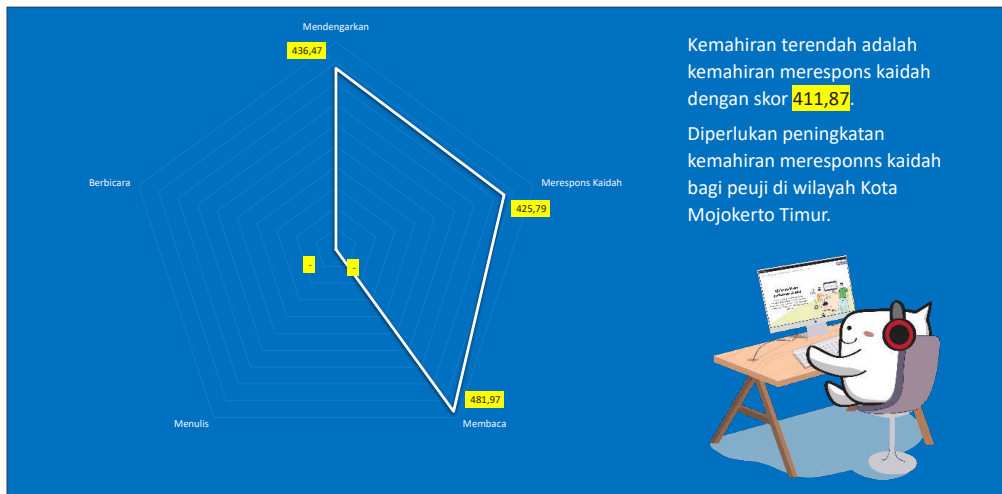 Mendengarkan
436,47
Merespons Kaidah
425,79
Membaca
481,97
Menulis
-
Berbicara
-
Kemahiran terendah adalah
kemahiran merespons kaidah
dengan skor 411,87.
Diperlukan peningkatan
kemahiran meresponns kaidah
bagi peuji di wilayah Kota
Mojokerto Timur.